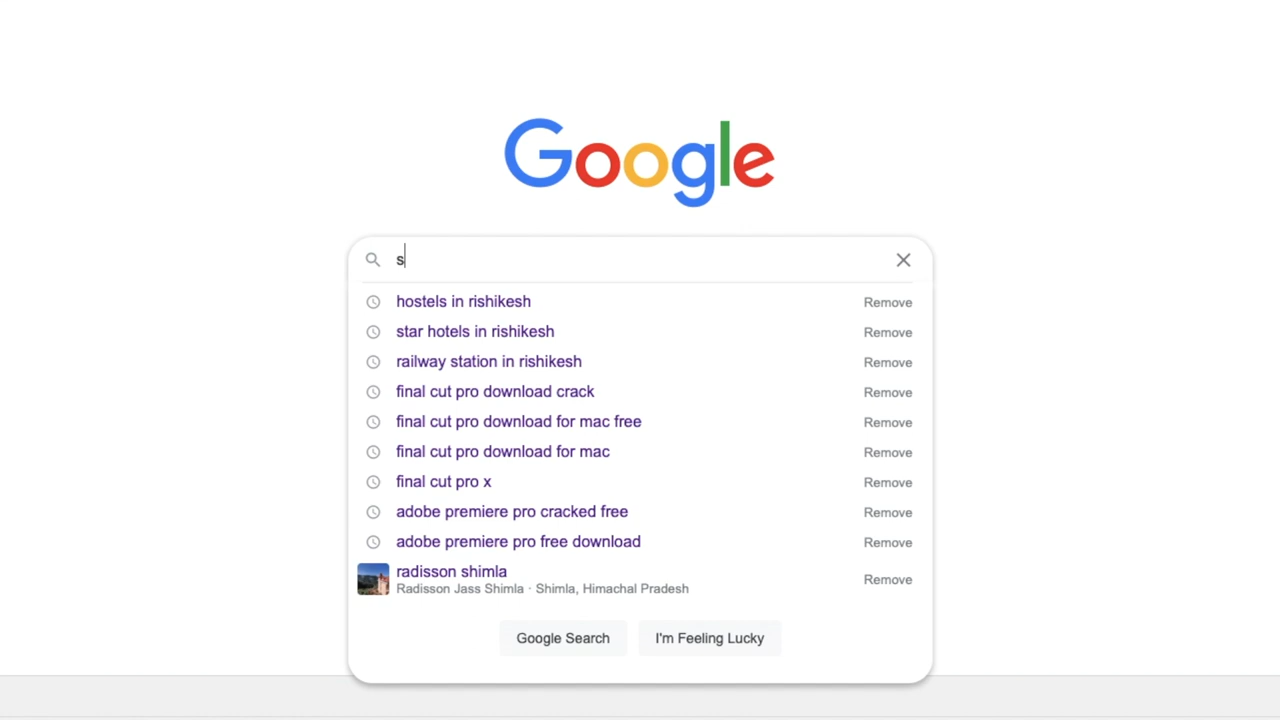 Google
s
hostels in rishikesh Remove
star hotels in rishikesh Remove
railway station in rishikesh Remove
final cut pro download crack Remove
final cut pro download for mac free Remove
final cut pro download for mac Remove
final cut pro x Remove
adobe premiere pro cracked free Remove
adobe premiere pro free download Remove
radisson shimla Remove
Radisson Jass Shimla · Shimla, Himachal Pradesh
Google Search I'm Feeling Lucky